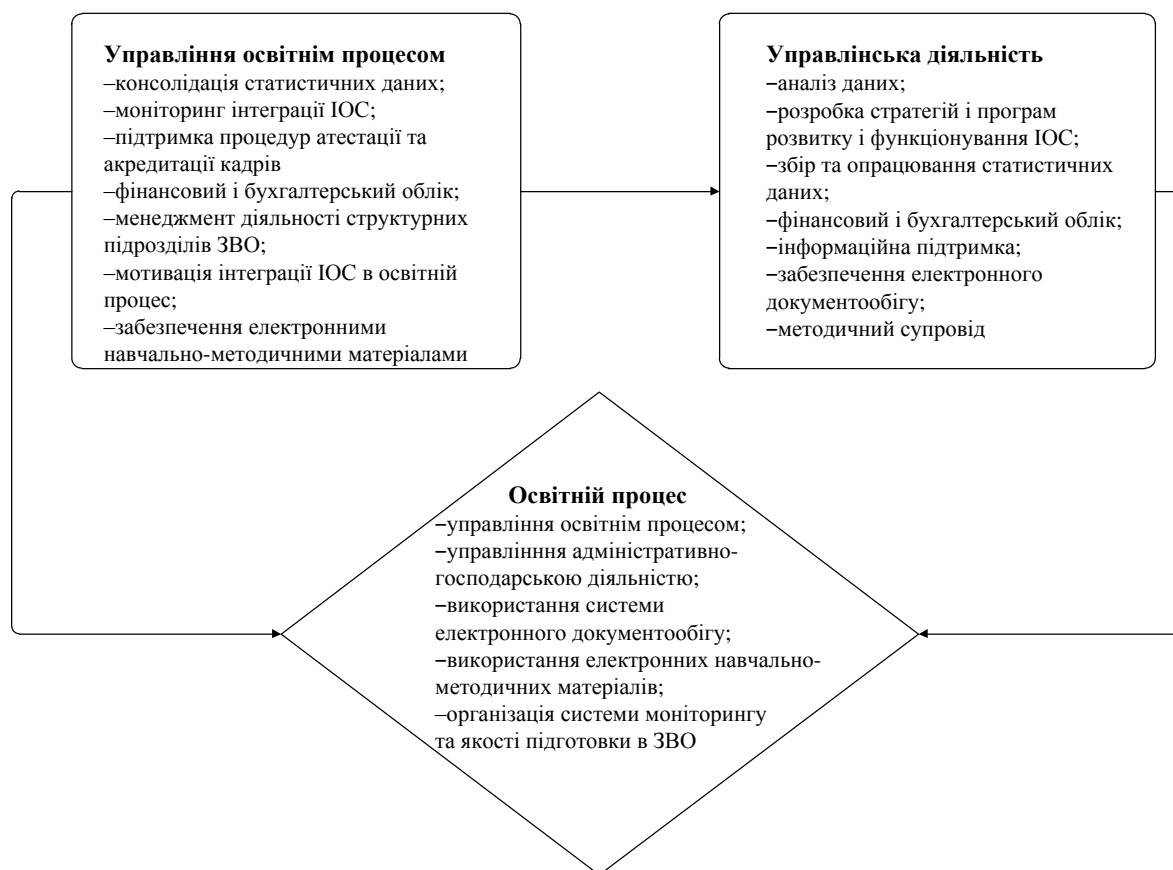 Управління освітнім процесом
–консолідація статистичних даних;
–моніторинг інтеграції ІОС;
–підтримка процедур атестації та
акредитації кадрів
–фінансовий і бухгалтерський облік;
–менеджмент діяльності структурних
підрозділів ЗВО;
–мотивація інтеграції ІОС в освітній
процес;
–забезпечення електронними
навчально-методичними матеріалами
Управлінська діяльність
–аналіз даних;
–розробка стратегій і програм
розвитку і функціонування ІОС;
–збір та опрацювання статистичних
даних;
–фінансовий і бухгалтерський облік;
–інформаційна підтримка;
–забезпечення електронного
документообігу;
–методичний супровід
Освітній процес
–управління освітнім процесом;
–управлінння адміністративно-
господарською діяльністю;
–використання системи
електронного документообігу;
–використання електронних навчально-
методичних матеріалів;
–організація системи моніторингу
та якості підготовки в ЗВО